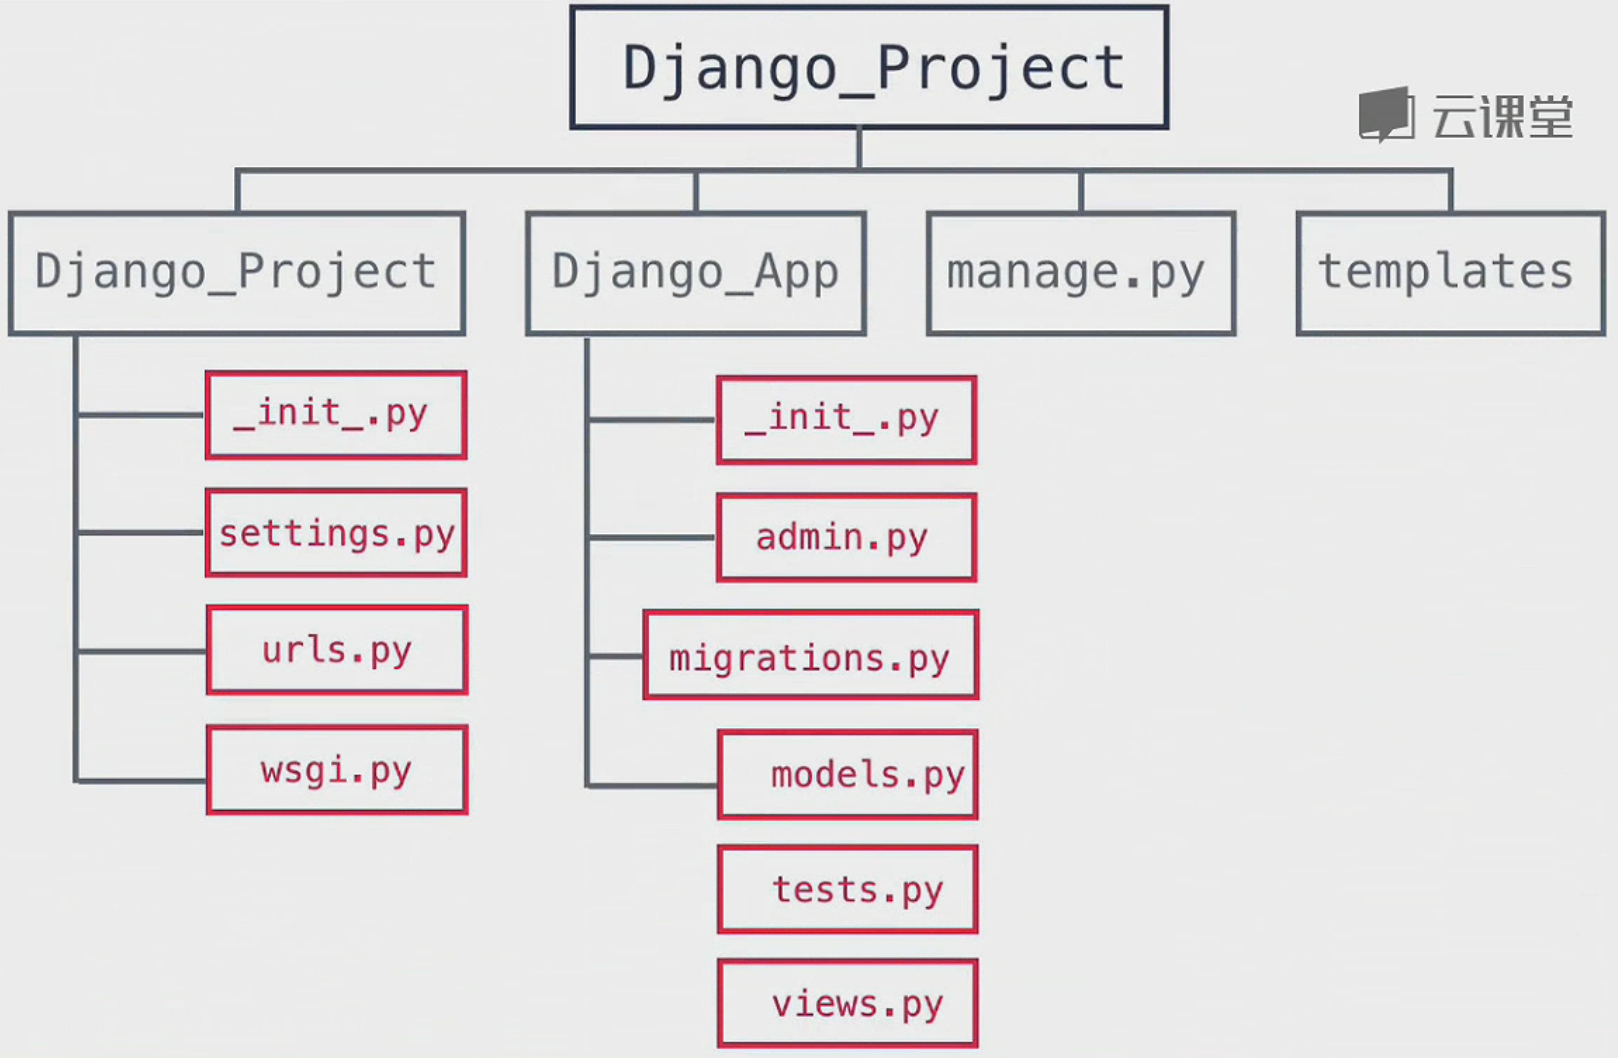 Django_Project
云课堂
Django_Project
Django_App
manage.py
templates
_init_.py
settings.py
urls.py
wsgi.py
_init_.py
admin.py
migrations.py
models.py
tests.py
views.py